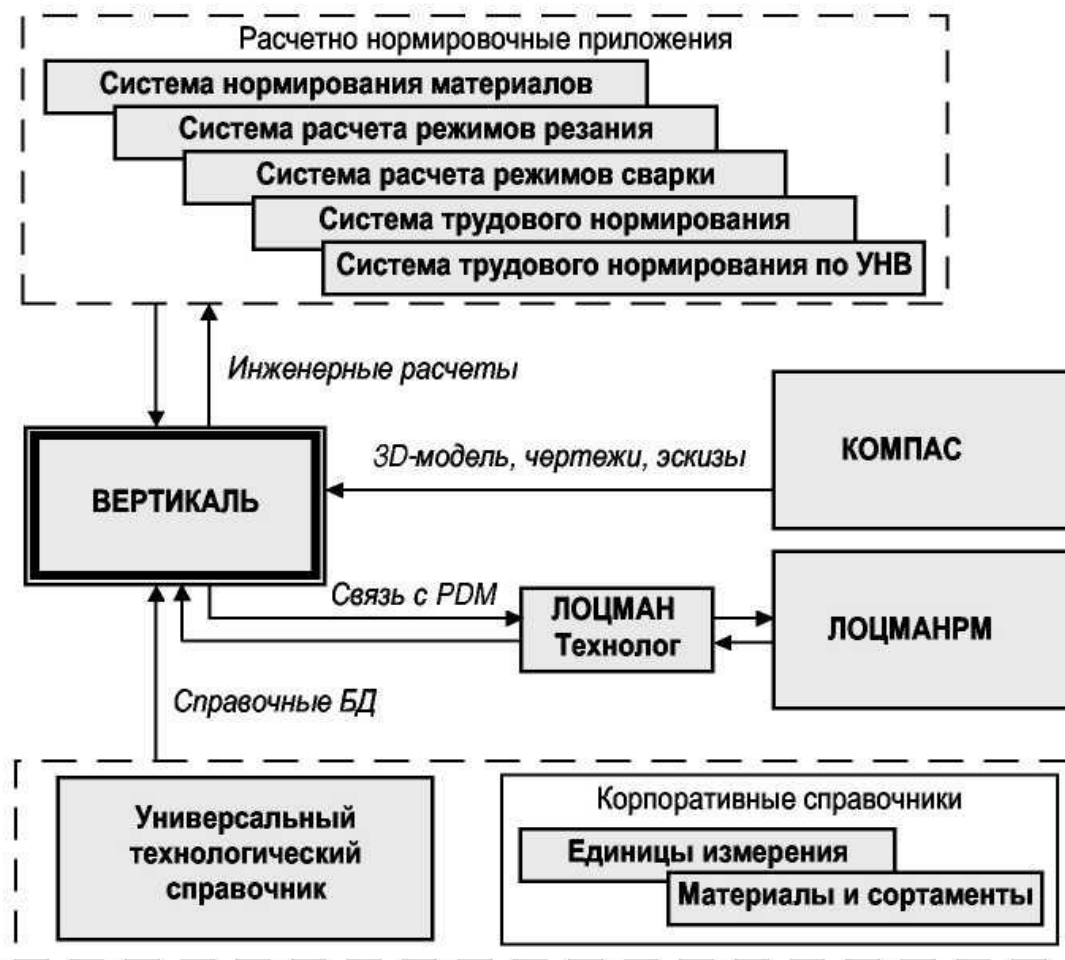 Расчетно нормировочные приложения
Система нормирования материалов
Система расчета режимов резания
Система расчета режимов сварки
Система трудового нормирования
Система трудового нормирования по УНВ
Инженерные расчеты
3D-модель, чертежи, эскизы
КОМПАС
ВЕРТИКАЛЬ
Связь с PDM
ЛОЦМАН
Технолог
ЛОЦМАНРМ
Справочные БД
Универсальный
технологический
справочник
Корпоративные справочники
Единицы измерения
Материалы и сортаменты